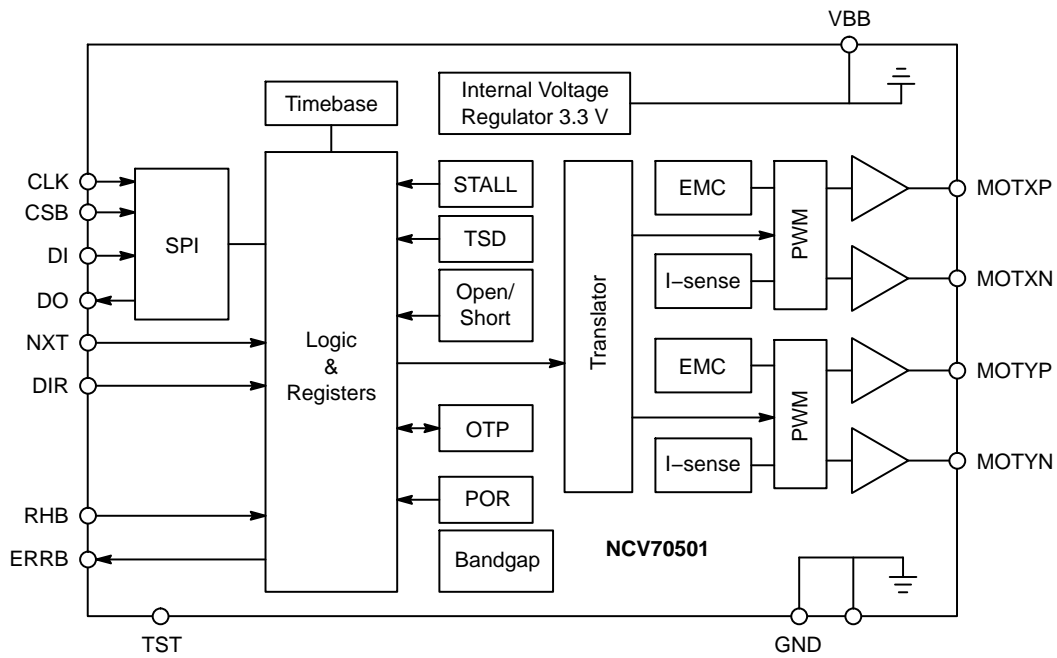 VBB
Timebase
Internal Voltage
Regulator 3.3 V
CLK
CSB
DI
DO
NXT
DIR
RHB
ERRB
SPI
Logic
&
Registers
STALL
TSD
Open/
Short
OTP
POR
Bandgap
Translator
EMC
I−sense
PWM
EMC
I−sense
PWM
MOTXP
MOTXN
MOTYP
MOTYN
NCV70501
TST
GND